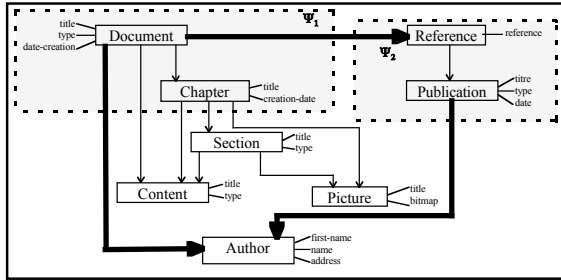 Ψ1
title
type
date-creation
Document
Reference
reference
Ψ2
Chapter
title
creation-date
Publication
titre
type
date
Section
title
type
Content
title
type
Picture
title
bitmap
Author
first-name
name
address